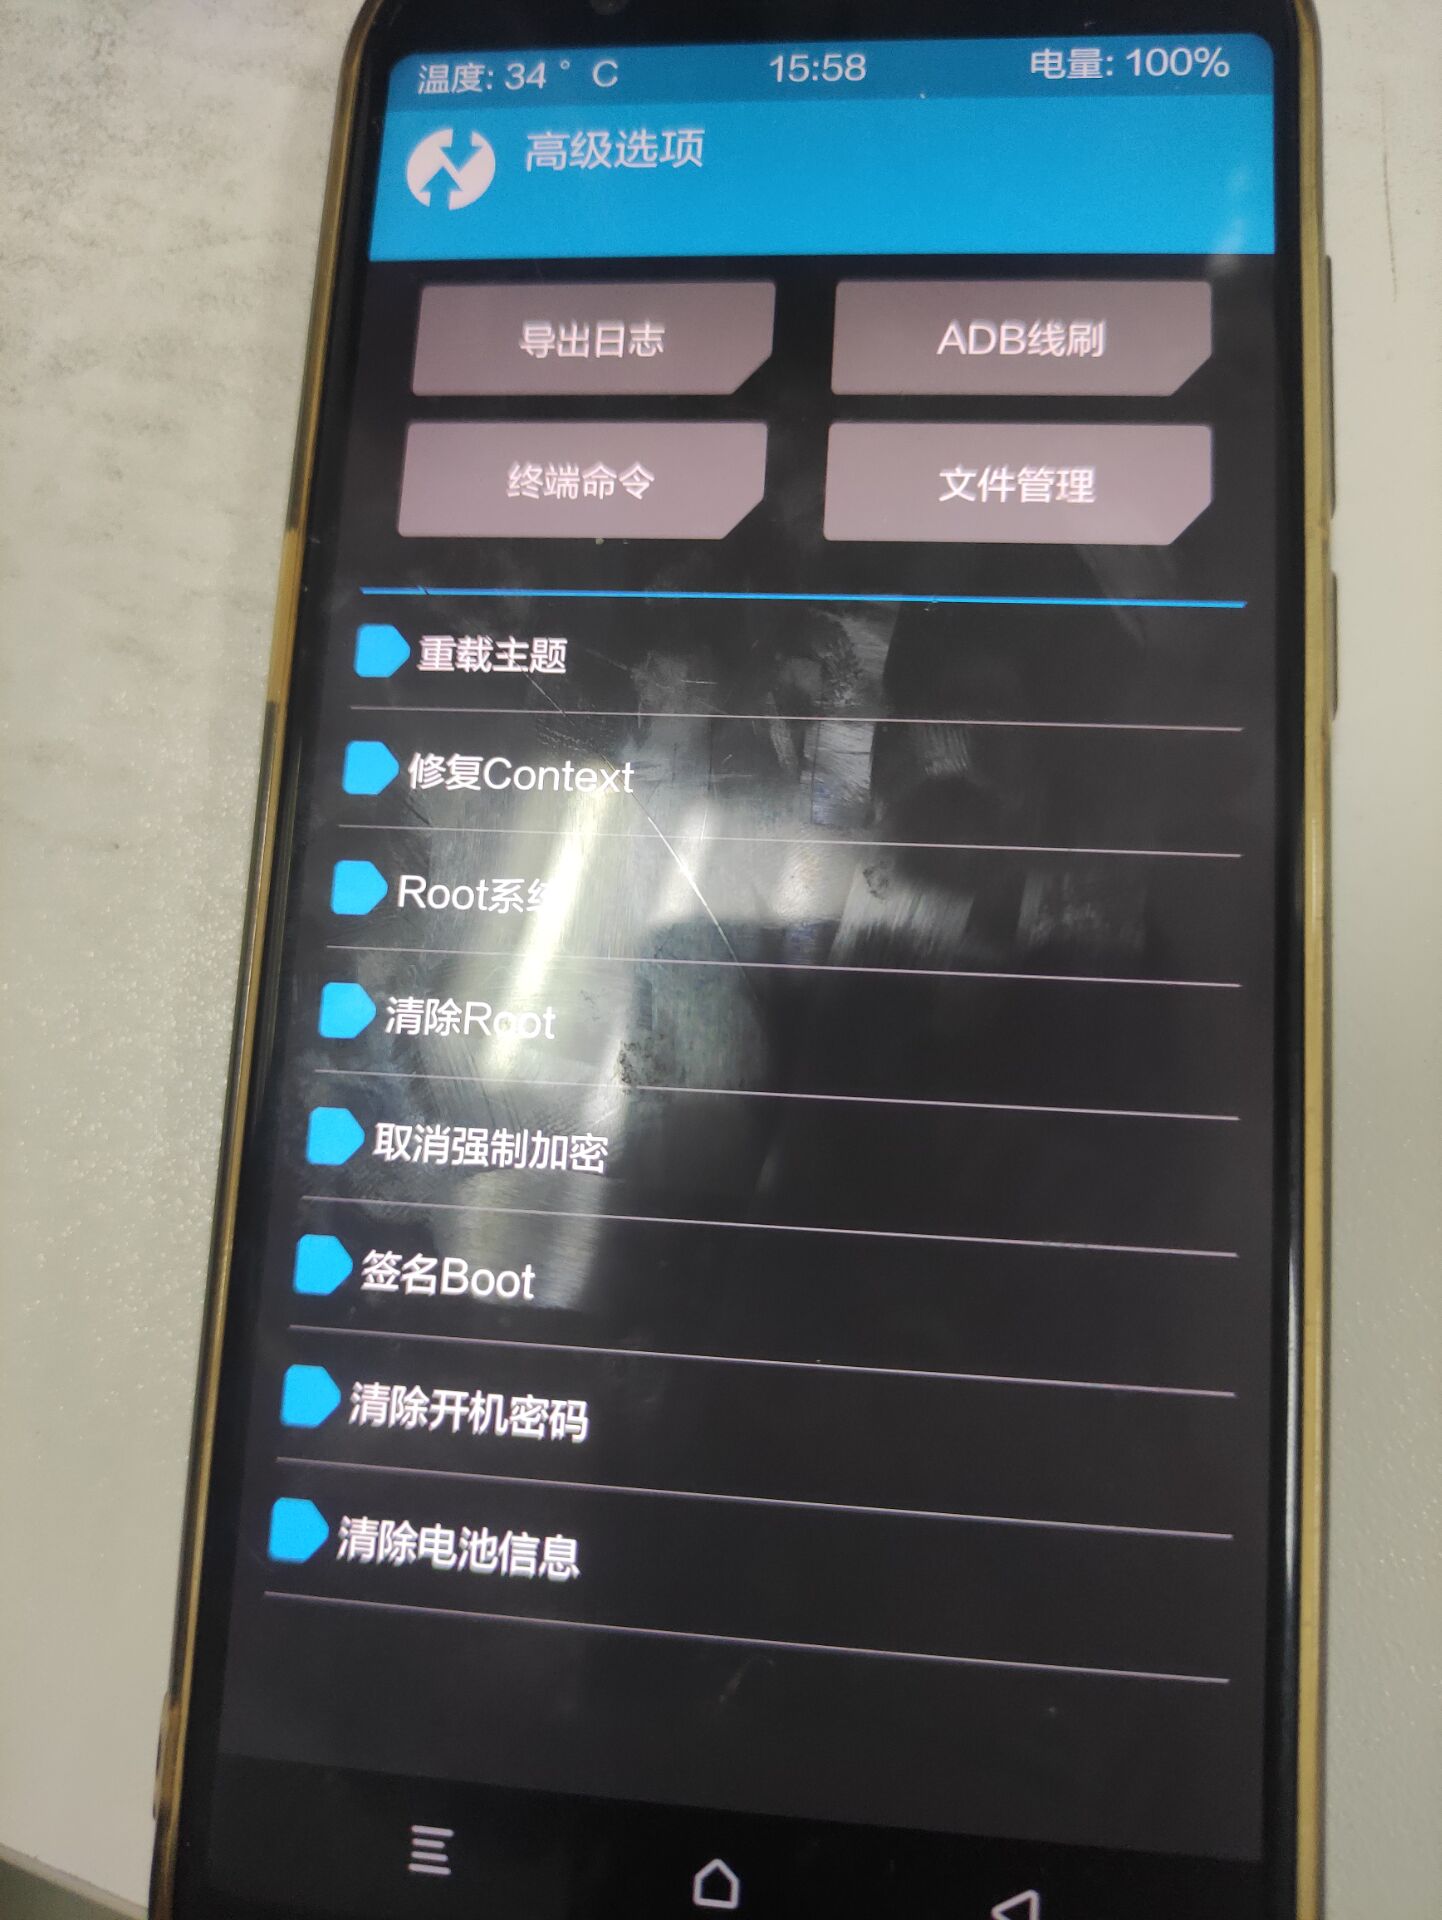 温度: 34 ° C 15:58 电量: 100%
高级选项
导出日志 ADB线刷
终端命令 文件管理
重载主题
修复Context
Root系统
清除Root
取消强制加密
签名Boot
清除开机密码
清除电池信息